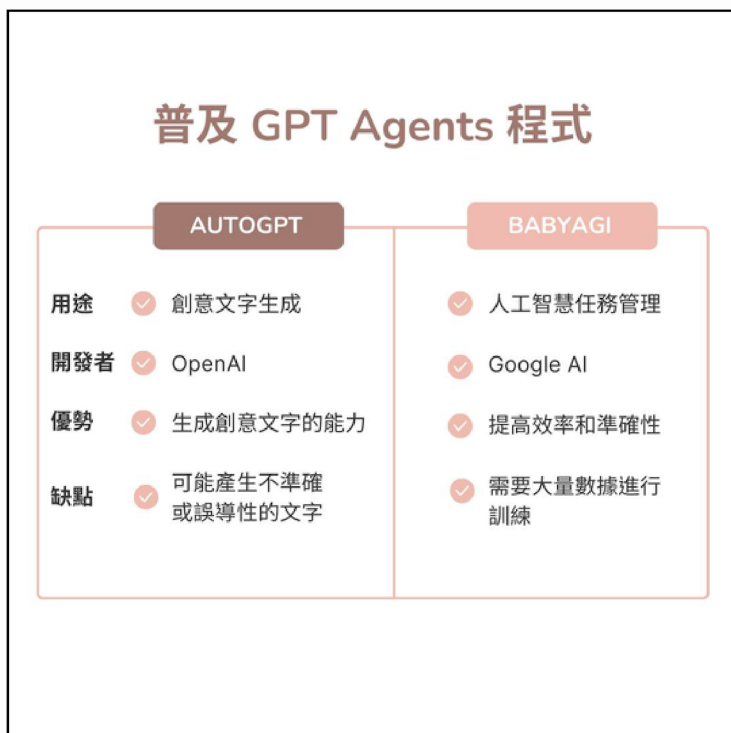 普及 GPT Agents 程式
AUTOGPT
BABYAGI
用途
創意文字生成
人工智慧任務管理
開發者
OpenAI
Google AI
優勢
生成創意文字的能力
提高效率和準確性
缺點
可能產生不準確
或誤導性的文字
需要大量數據進行
訓練